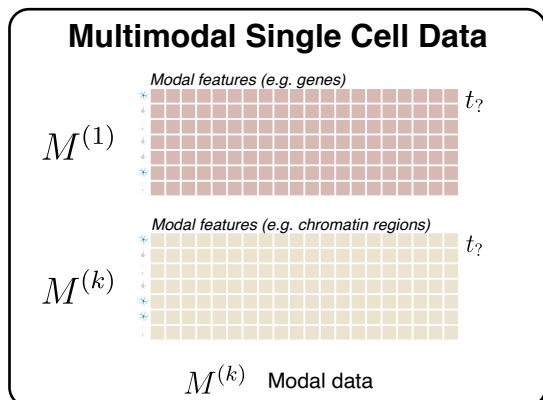 Multimodal Single Cell Data
Modal features (e.g. genes)
t?
M(1)
Modal features (e.g. chromatin regions)
t?
M(k)
M(k) Modal data